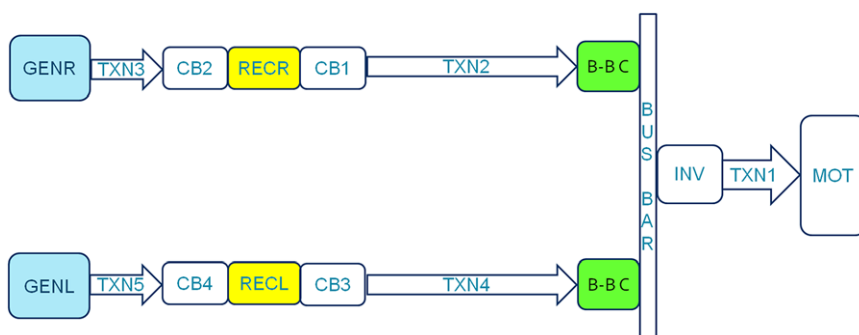 GENR
TXN3
CB2
RECR
CB1
TXN2
B-BC
BUS BAR
INV
TXN1
MOT
GENL
TXN5
CB4
RECL
CB3
TXN4
B-BC